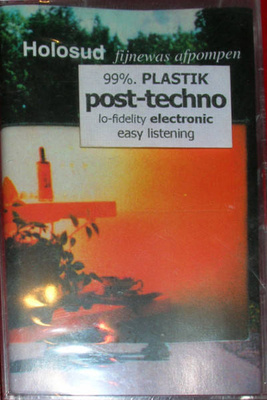 Holosud fijnewas afpompen
99%. PLASTIK
post-techno
lo-fidelity electronic
easy listening